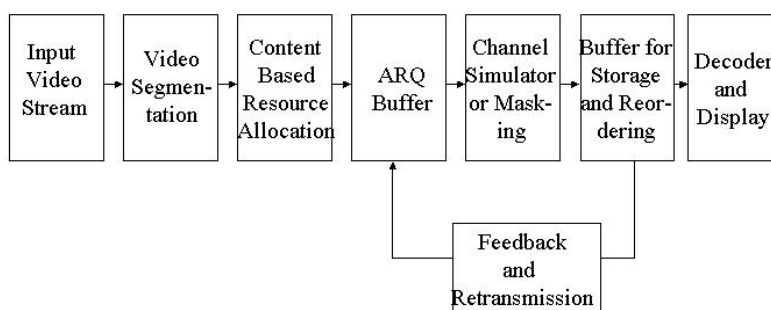 Input
Video
Stream
Video
Segmen-
tation
Content
Based
Resource
Allocation
ARQ
Buffer
Channel
Simulator
or Mask-
ing
Buffer for
Storage
and Reor-
dering
Decoder
and
Display
Feedback
and
Retransmission